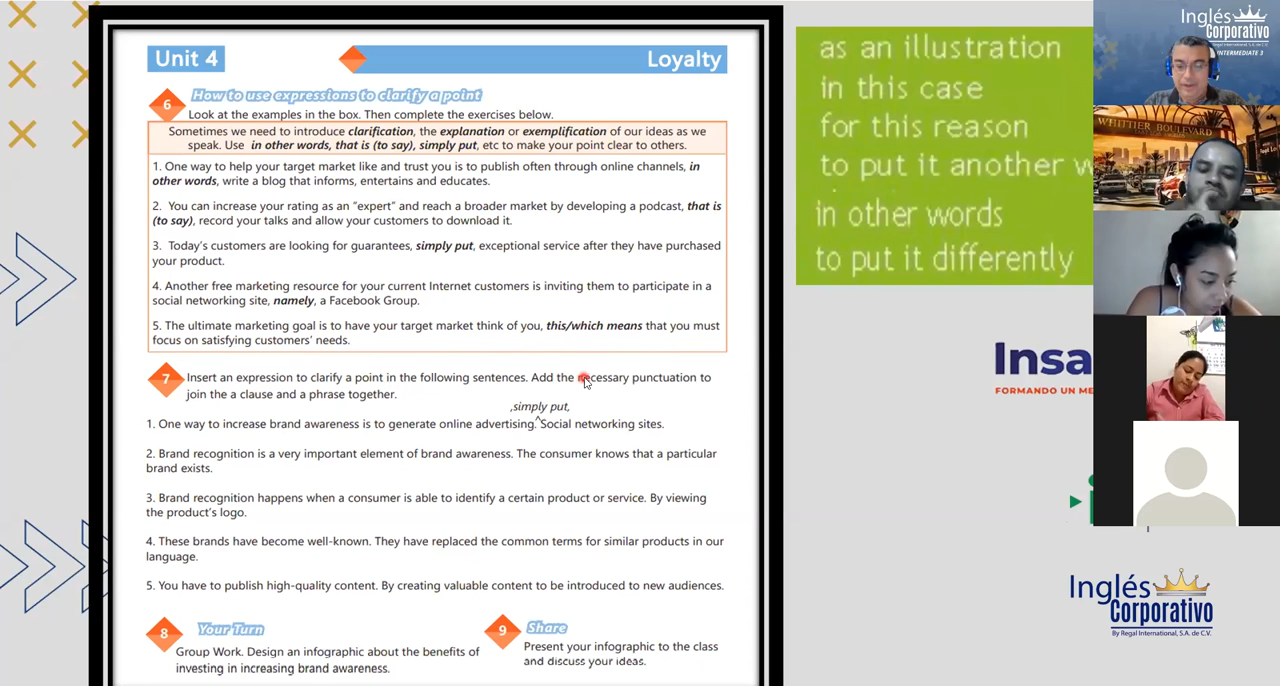 Unit 4
Loyalty
6
How to use expressions to clarify a point
Look at the examples in the box. Then complete the exercises below.
Sometimes we need to introduce clarification, the explanation or exemplification of our ideas as we
speak. Use in other words, that is (to say), simply put, etc to make your point clear to others.
1. One way to help your target market like and trust you is to publish often through online channels, in
other words, write a blog that informs, entertains and educates.
2. You can increase your rating as an “expert” and reach a broader market by developing a podcast, that is
(to say), record your talks and allow your customers to download it.
3. Today’s customers are looking for guarantees, simply put, exceptional service after they have purchased
your product.
4. Another free marketing resource for your current Internet customers is inviting them to participate in a
social networking site, namely, a Facebook Group.
5. The ultimate marketing goal is to have your target market think of you, this/which means that you must
focus on satisfying customers’ needs.
7
Insert an expression to clarify a point in the following sentences. Add the necessary punctuation to
join the a clause and a phrase together.
,simply put,
1. One way to increase brand awareness is to generate online advertising.^Social networking sites.
2. Brand recognition is a very important element of brand awareness. The consumer knows that a particular
brand exists.
3. Brand recognition happens when a consumer is able to identify a certain product or service. By viewing
the product’s logo.
4. These brands have become well-known. They have replaced the common terms for similar products in our
language.
5. You have to publish high-quality content. By creating valuable content to be introduced to new audiences.
8
Your Turn
Group Work. Design an infographic about the benefits of
investing in increasing brand awareness.
9
Share
Present your infographic to the class
and discuss your ideas.
as an illustration
in this case
for this reason
to put it another w
in other words
to put it differently
Insa
FORMANDO UN ME
Inglés
Corporativo
By Regal International, S.A. de C.V.
Inglés
Corporativo
By Regal International, S.A. de C.V.
INTERMEDIATE 3
WHITTIER BOULEVARD